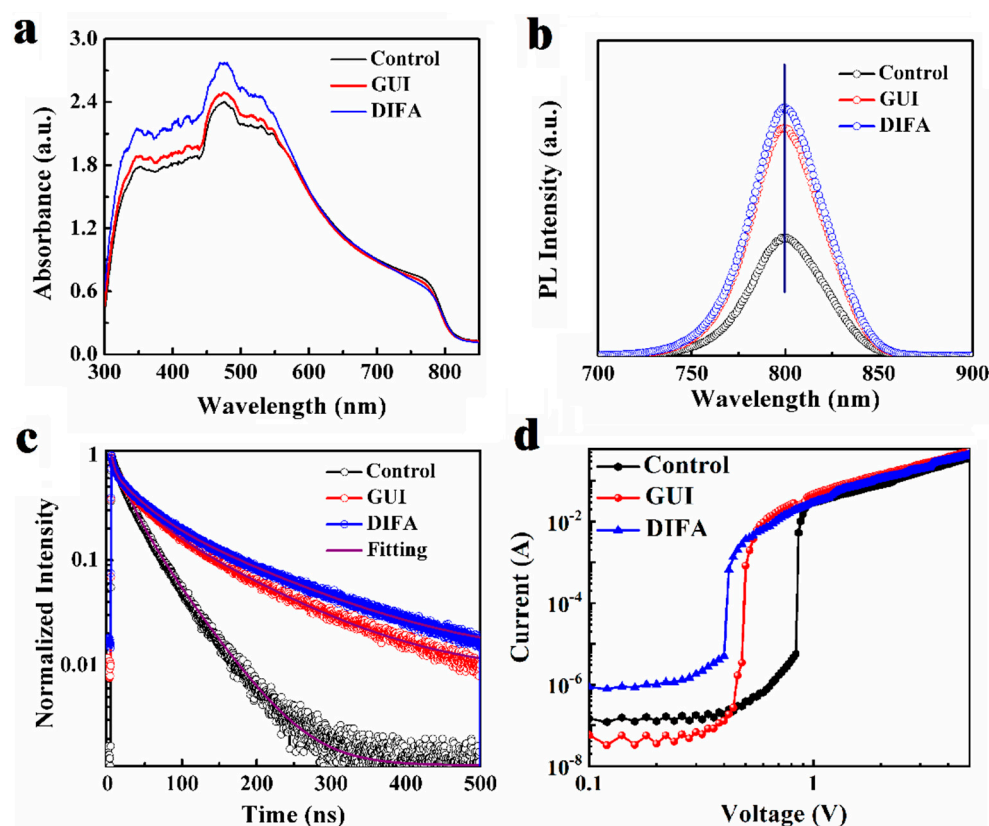 a
3.0
2.4
1.8
1.2
0.6
0.0
Absorbance (a.u.)
Control
GUI
DIFA
300 400 500 600 700 800
Wavelength (nm)
b
PL Intensity (a.u.)
Control
GUI
DIFA
700 750 800 850 900
Wavelength (nm)
c
1
0.1
0.01
Normalized Intensity
Control
GUI
DIFA
Fitting
0 100 200 300 400 500
Time (ns)
d
10⁻²
10⁻⁴
10⁻⁶
10⁻⁸
Current (A)
Control
GUI
DIFA
0.1 1
Voltage (V)